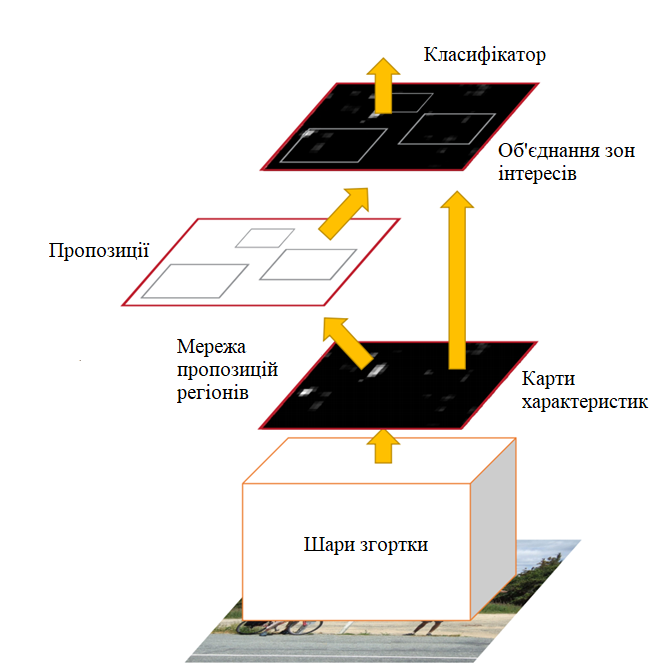 Класифікатор
Об'єднання зон
інтересів
Пропозиції
Мережа
пропозицій
регіонів
Карти
характеристик
Шари згортки